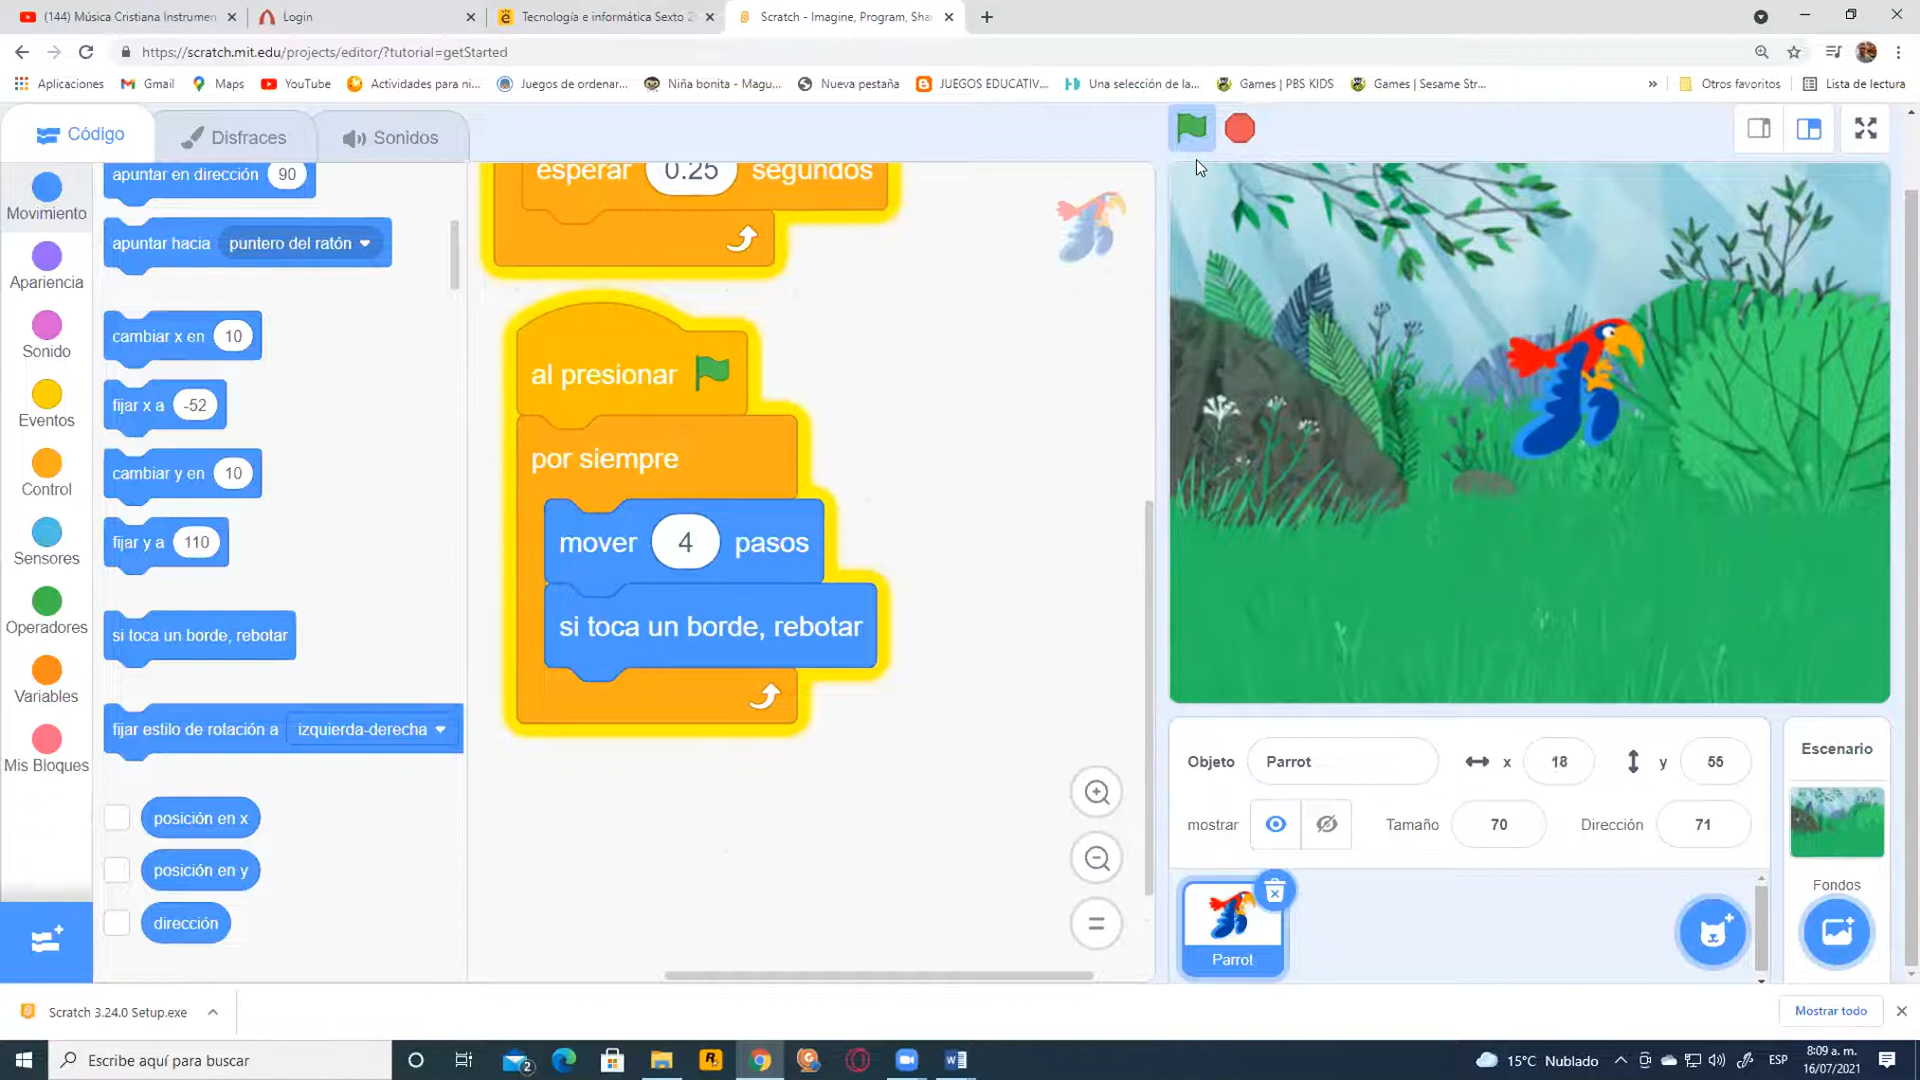 (144) Música Cristiana Instrumen
Login
Tecnología e informática Sexto 2
Scratch - Imagine, Program, Sha
https://scratch.mit.edu/projects/editor/?tutorial=getStarted
Aplicaciones
Gmail
Maps
YouTube
Actividades para ni...
Juegos de ordenar...
Niña bonita - Magu...
Nueva pestaña
JUEGOS EDUCATIV...
Una selección de la...
Games | PBS KIDS
Games | Sesame Str...
»
Otros favoritos
Lista de lectura
Código
Disfraces
Sonidos
Movimiento
Apariencia
Sonido
Eventos
Control
Sensores
Operadores
Variables
Mis Bloques
apuntar en dirección 90
apuntar hacia puntero del ratón
cambiar x en 10
fijar x a -52
cambiar y en 10
fijar y a 110
si toca un borde, rebotar
fijar estilo de rotación a izquierda-derecha
posición en x
posición en y
dirección
esperar 0.25 segundos
al presionar
por siempre
mover 4 pasos
si toca un borde, rebotar
Objeto Parrot x 18 y 55
mostrar Tamaño 70 Dirección 71
Parrot
Escenario
Fondos
Scratch 3.24.0 Setup.exe
Mostrar todo
Escribe aquí para buscar
2
15°C Nublado
ESP
8:09 a. m.
16/07/2021